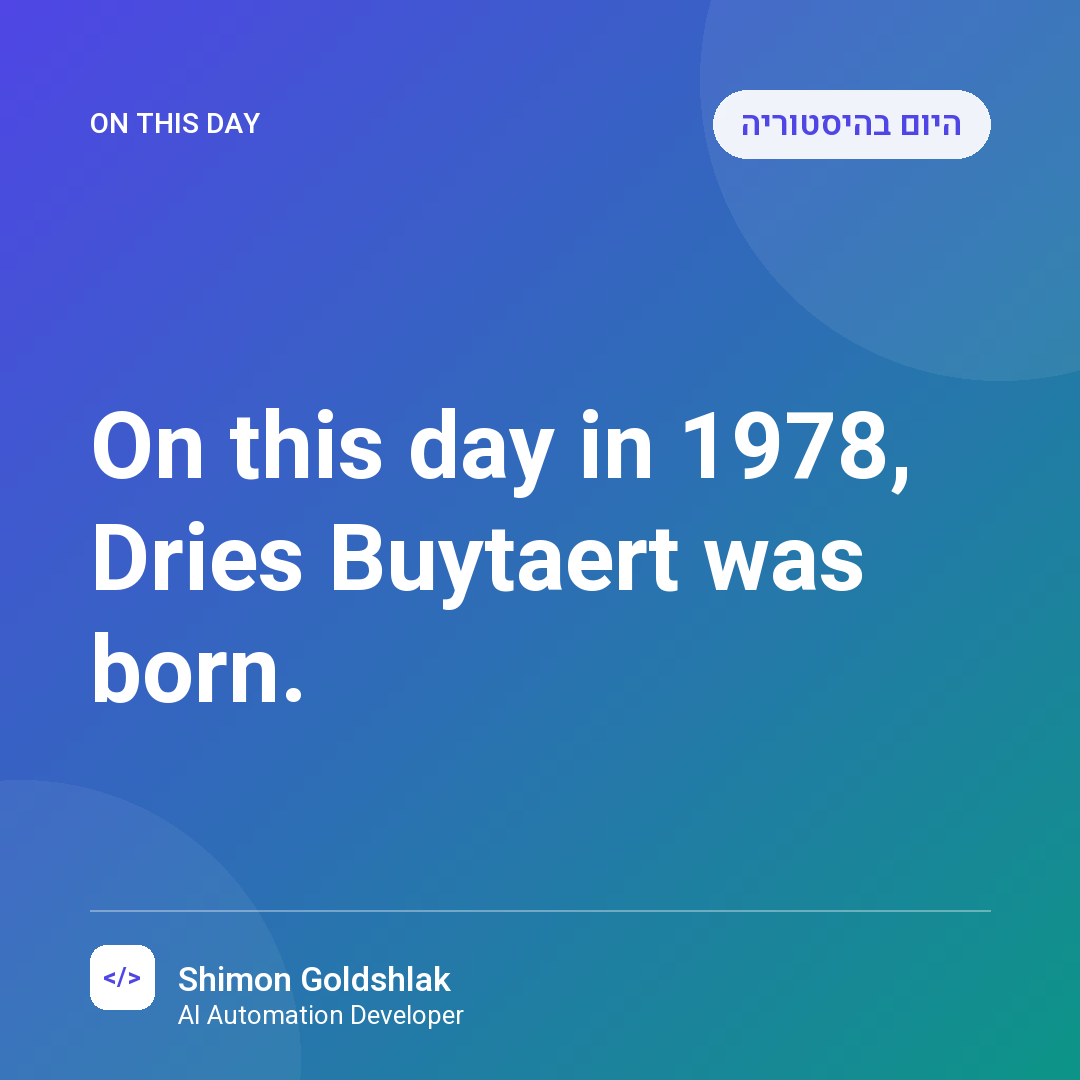 ON THIS DAY
היום בהיסטוריה
On this day in 1978,
Dries Buytaert was
born.
</>
Shimon Goldshlak
AI Automation Developer